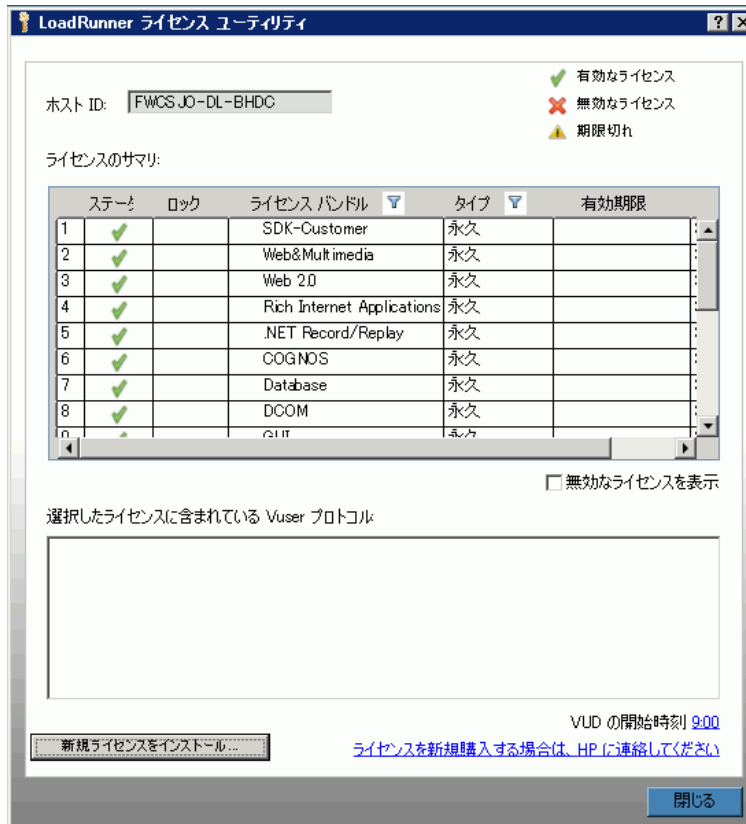 LoadRunner ライセンス ユーティリティ
ホスト ID: FWCSJO-DL-BHDC
有効なライセンス
無効なライセンス
期限切れ
ライセンスのサマリ:
ステータ ロック ライセンス バンドル タイプ 有効期限
1 SDK-Customer 永久
2 Web&Multimedia 永久
3 Web 2.0 永久
4 Rich Internet Applications 永久
5 .NET Record/Replay 永久
6 COGNOS 永久
7 Database 永久
8 DCOM 永久
9 GUI 永久
無効なライセンスを表示
選択したライセンスに含まれている Vuser プロトコル:
VUD の開始時刻 9:00
新規ライセンスをインストール...
ライセンスを新規購入する場合は、HP に連絡してください
閉じる